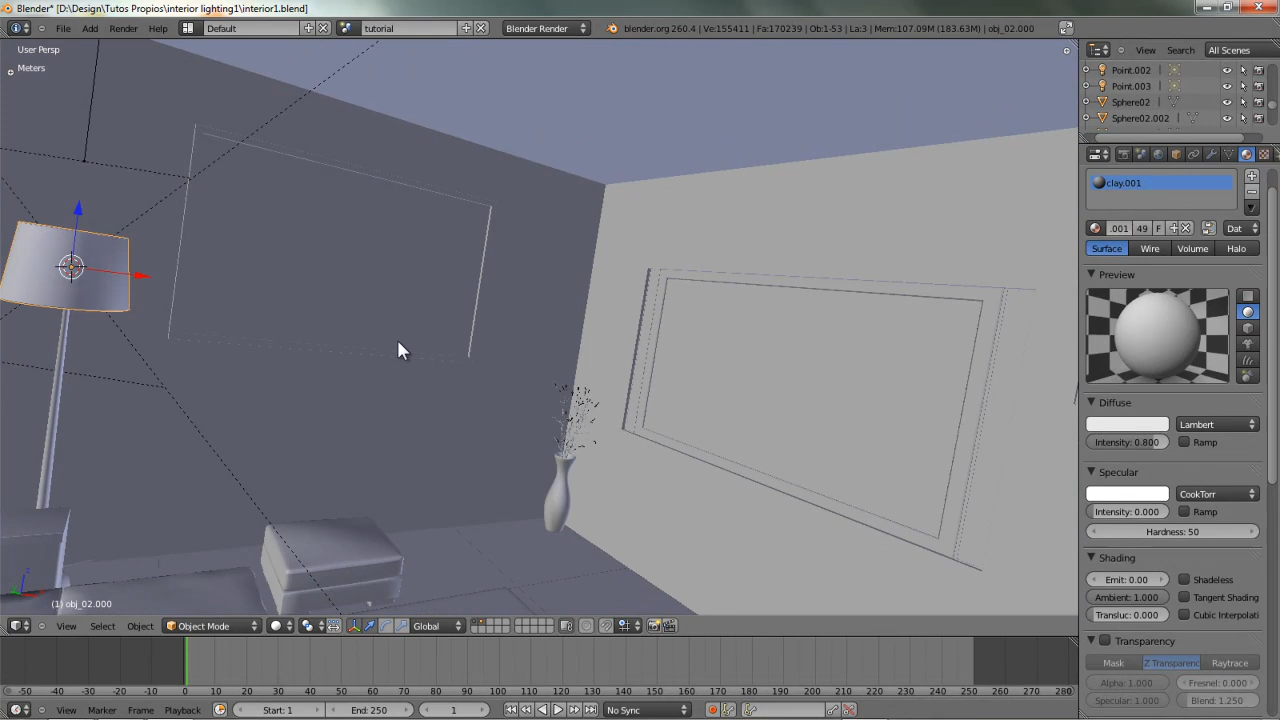 Blender* [D:\Design\Tutos Propios\interior lighting1\interior1.blend]
File Add Render Help Default tutorial Blender Render blender.org 260.4 | Ve:155411 | Fa:170239 | Ob:1-53 | La:3 | Mem:107.09M (183.63M) | obj_02.000
User Persp
Meters
View Search All Scenes
Point.002
Point.003
Sphere02
Sphere02.002
clay.001
.001 49 F Dat
Surface Wire Volume Halo
Preview
Diffuse
Lambert
Intensity: 0.800 Ramp
Specular
CookTorr
Intensity: 0.000 Ramp
Hardness: 50
Shading
Emit: 0.00 Shadeless
Ambient: 1.000 Tangent Shading
Transluc: 0.000 Cubic Interpolati
Transparency
Mask Z Transparenc Raytrace
Alpha: 1.000 Fresnel: 0.000
Specular: 1.000 Blend: 1.250
(1) obj_02.000
View Select Object Object Mode Global
-50 -40 -30 -20 -10 0 10 20 30 40 50 60 70 80 90 100 110 120 130 140 150 160 170 180 190 200 210 220 230 240 250 260 270 280
View Marker Frame Playback Start: 1 End: 250 1 No Sync